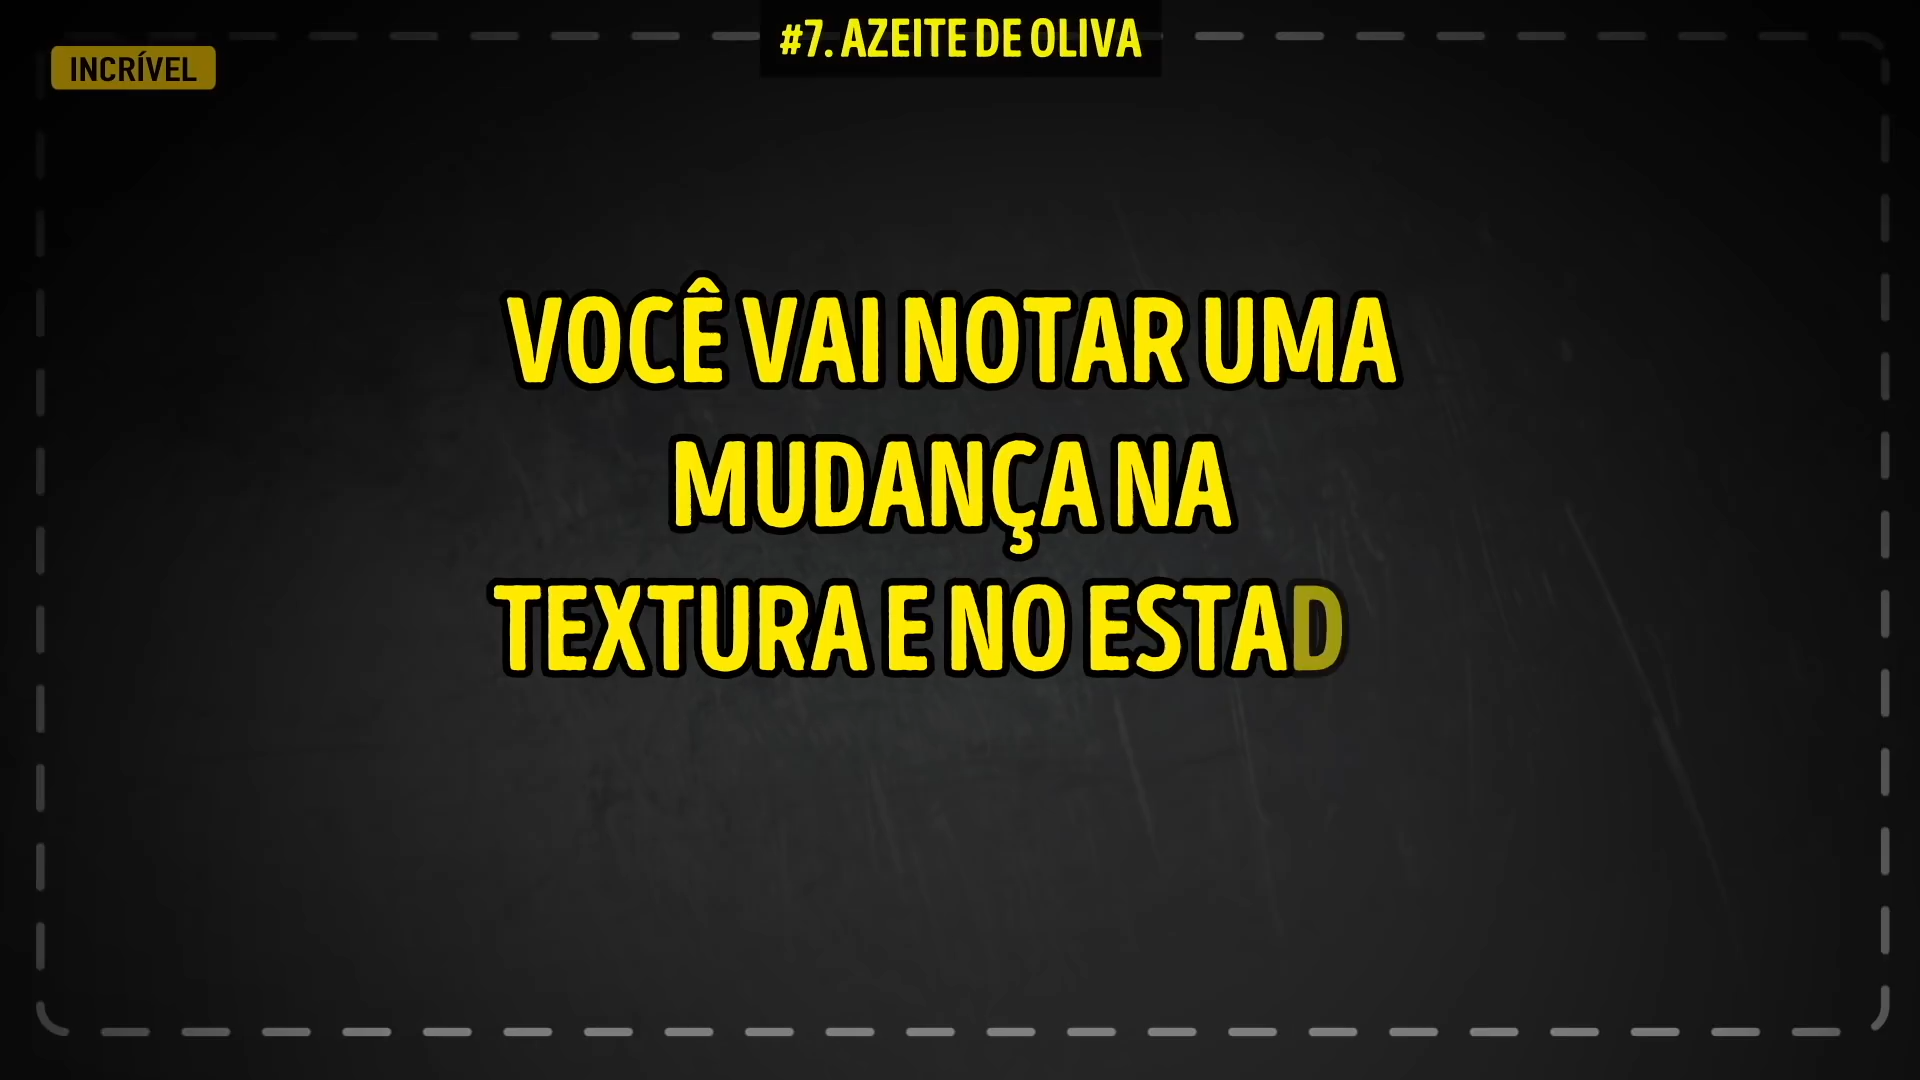 #7. AZEITE DE OLIVA
INCRÍVEL
VOCÊ VAI NOTAR UMA
MUDANÇA NA
TEXTURA E NO ESTAD